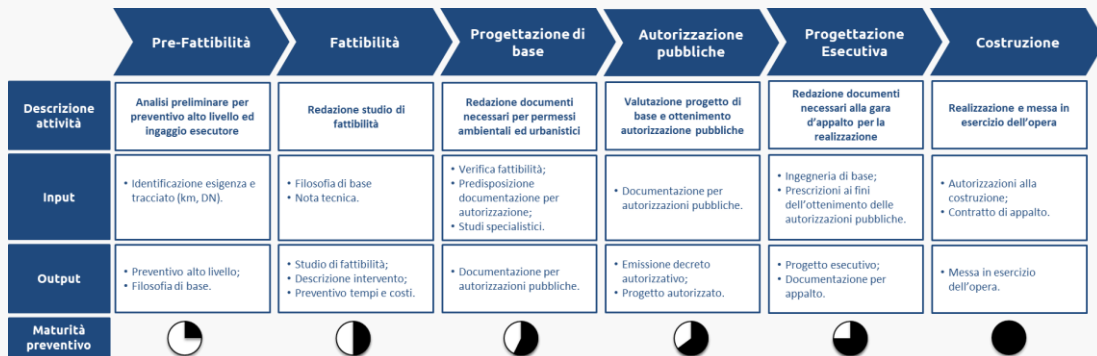 Pre-Fattibilità
Fattibilità
Progettazione di
base
Autorizzazione
pubbliche
Progettazione
Esecutiva
Costruzione
Descrizione
attività
Analisi preliminare per
preventivo alto livello ed
ingaggio esecutore
Redazione studio di
fattibilità
Redazione documenti
necessari per permessi
ambientali ed urbanistici
Valutazione progetto di
base e ottenimento
autorizzazione pubbliche
Redazione documenti
necessari alla gara
d'appalto per la
realizzazione
Realizzazione e messa in
esercizio dell'opera
Input
• Identificazione esigenza e
tracciato (km, DN).
• Filosofia di base
• Nota tecnica.
• Verifica fattibilità;
• Predisposizione
documentazione per
autorizzazione;
• Studi specialistici.
• Documentazione per
autorizzazioni pubbliche.
• Ingegneria di base;
• Prescrizioni ai fini
dell'ottenimento delle
autorizzazioni pubbliche.
• Autorizzazioni alla
costruzione;
• Contratto di appalto.
Output
• Preventivo alto livello;
• Filosofia di base.
• Studio di fattibilità;
• Descrizione intervento;
• Preventivo tempi e costi.
• Documentazione per
autorizzazioni pubbliche.
• Emissione decreto
autorizzativo;
• Progetto autorizzato.
• Progetto esecutivo;
• Documentazione per
appalto.
• Messa in esercizio
dell'opera.
Maturità
preventivo